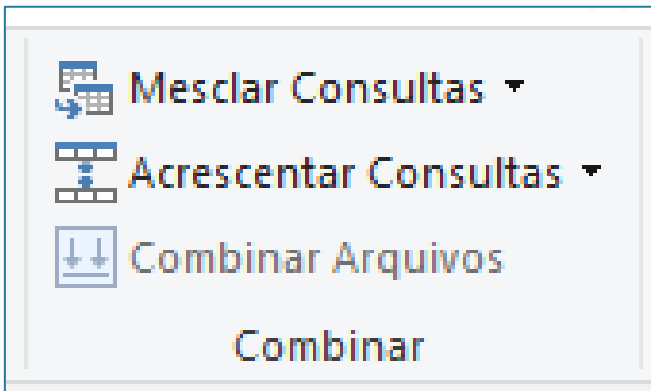 Mesclar Consultas
Acrescentar Consultas
Combinar Arquivos
Combinar